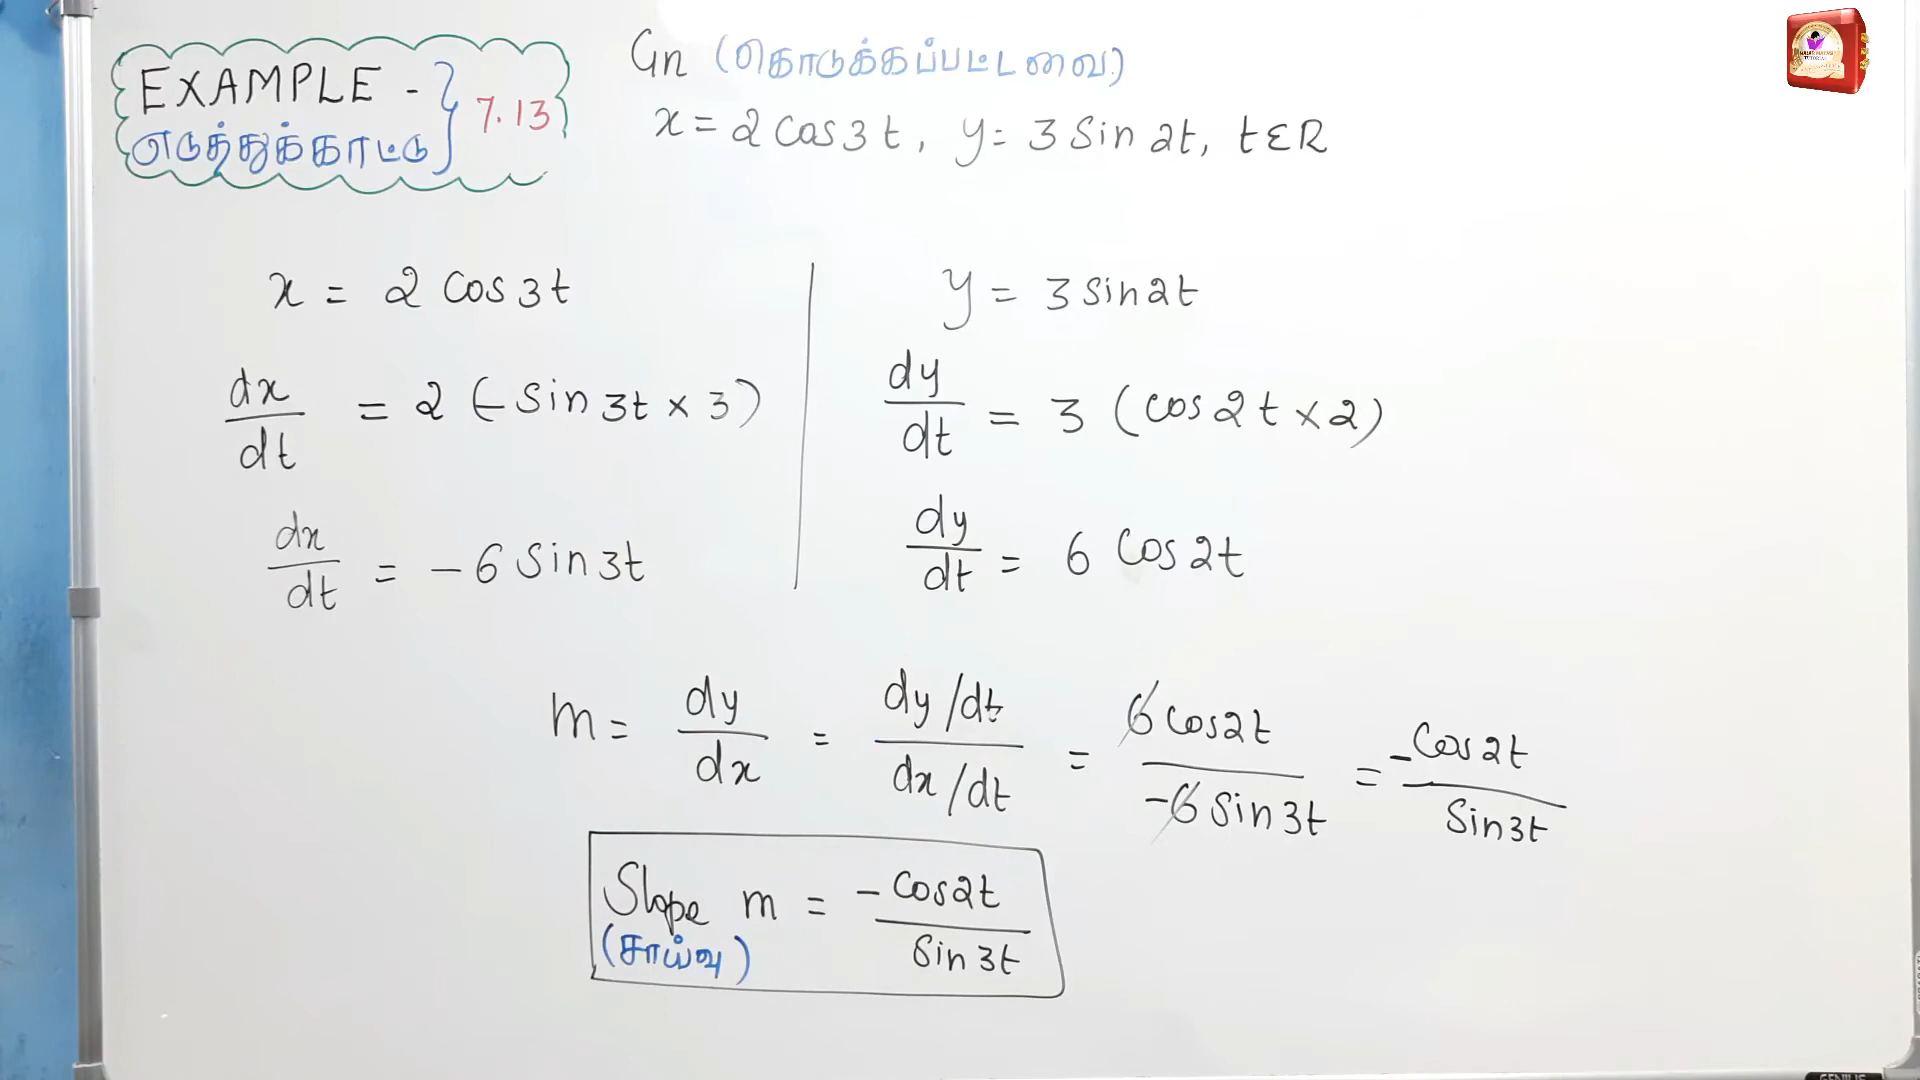 EXAMPLE - } 7.13
எடுத்துக்காட்டு
Gn (கொடுக்கப்பட்டவை)
x = 2 cos 3t, y = 3 Sin 2t, tεR
x = 2 cos 3t
dx/dt = 2 (-Sin 3t × 3)
dx/dt = -6 Sin 3t
y = 3 sin 2t
dy/dt = 3 (cos 2t × 2)
dy/dt = 6 Cos 2t
m = dy/dx = (dy/dt)/(dx/dt) = 6 Cos 2t / -6 Sin 3t = -Cos 2t / Sin 3t
Slope m = - Cos 2t / Sin 3t
(சாய்வு)